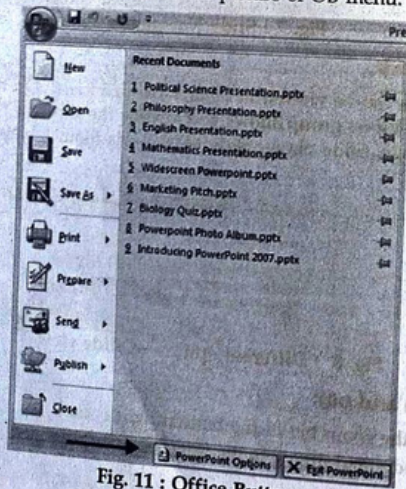 OB menu.
Pre
New
Open
Save
Save As
Print
Prepare
Send
Publish
Close
Recent Documents
1 Political Science Presentation.pptx
2 Philosophy Presentation.pptx
3 English Presentation.pptx
4 Mathematics Presentation.pptx
5 Widescreen Powerpoint.pptx
6 Marketing Pitch.pptx
7 Biology Quiz.pptx
8 Powerpoint Photo Album.pptx
9 Introducing PowerPoint 2007.pptx
PowerPoint Options
Exit PowerPoint
Fig. 11 : Office